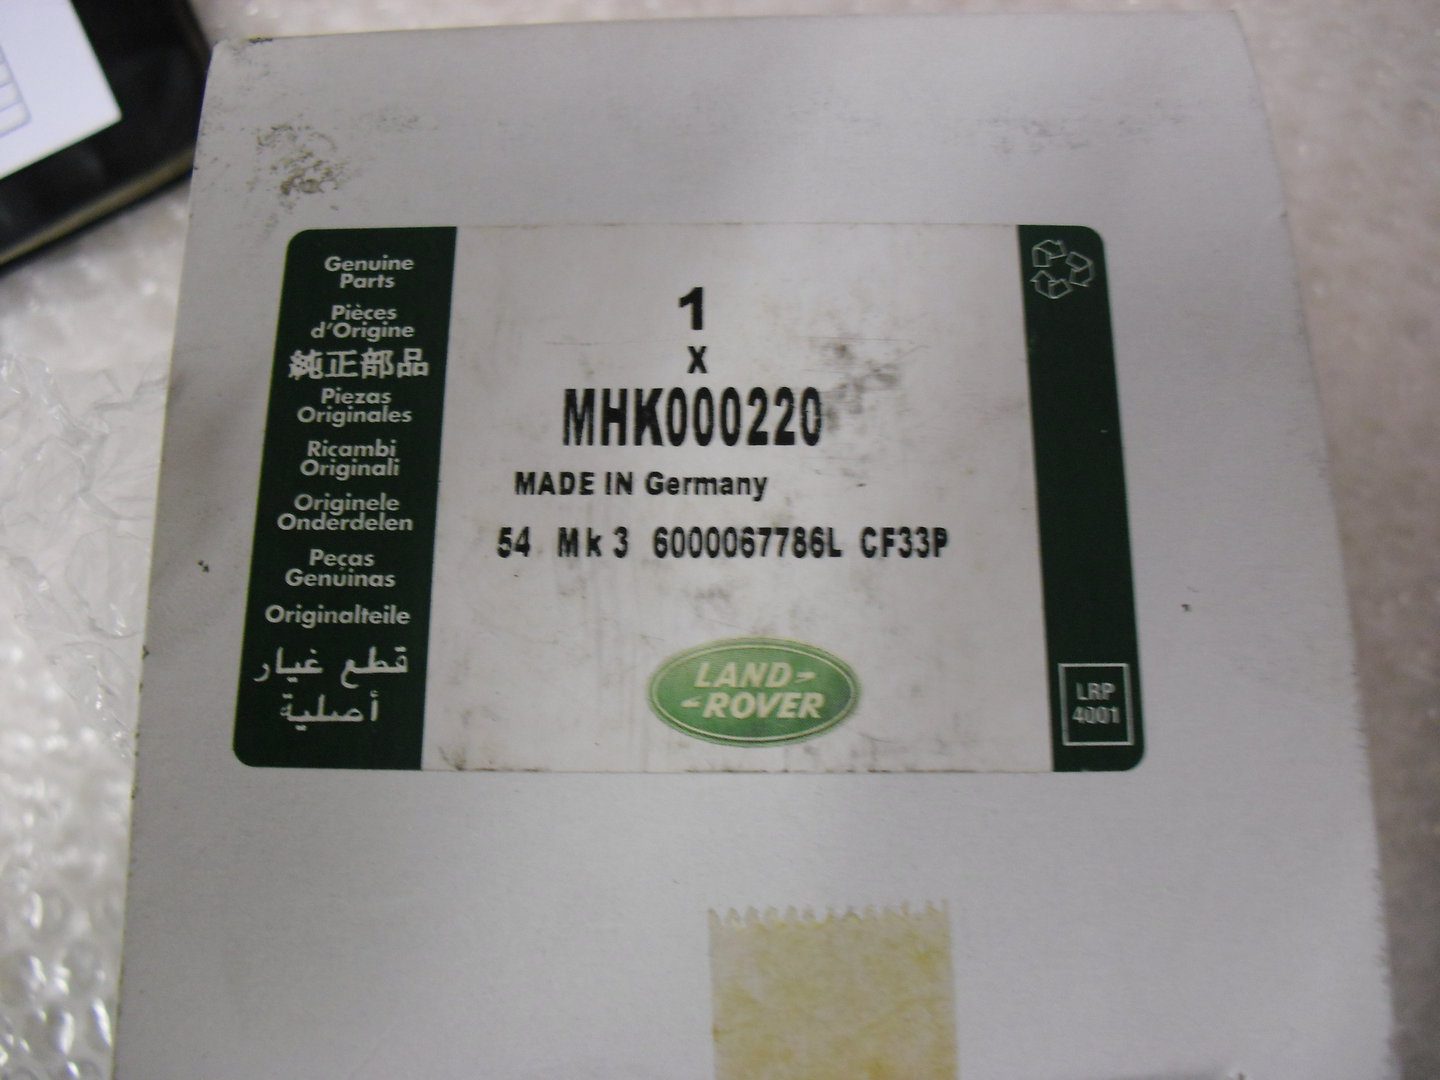 Genuine
Parts
Pièces
d'Origine
純正部品
Piezas
Originales
Ricambi
Originali
Originele
Onderdelen
Peças
Genuinas
Originalteile
قطع غيار
أصلية
1
X
MHK000220
MADE IN Germany
54 Mk 3 6000067786L CF33P
LAND-
-ROVER
LRP
4001